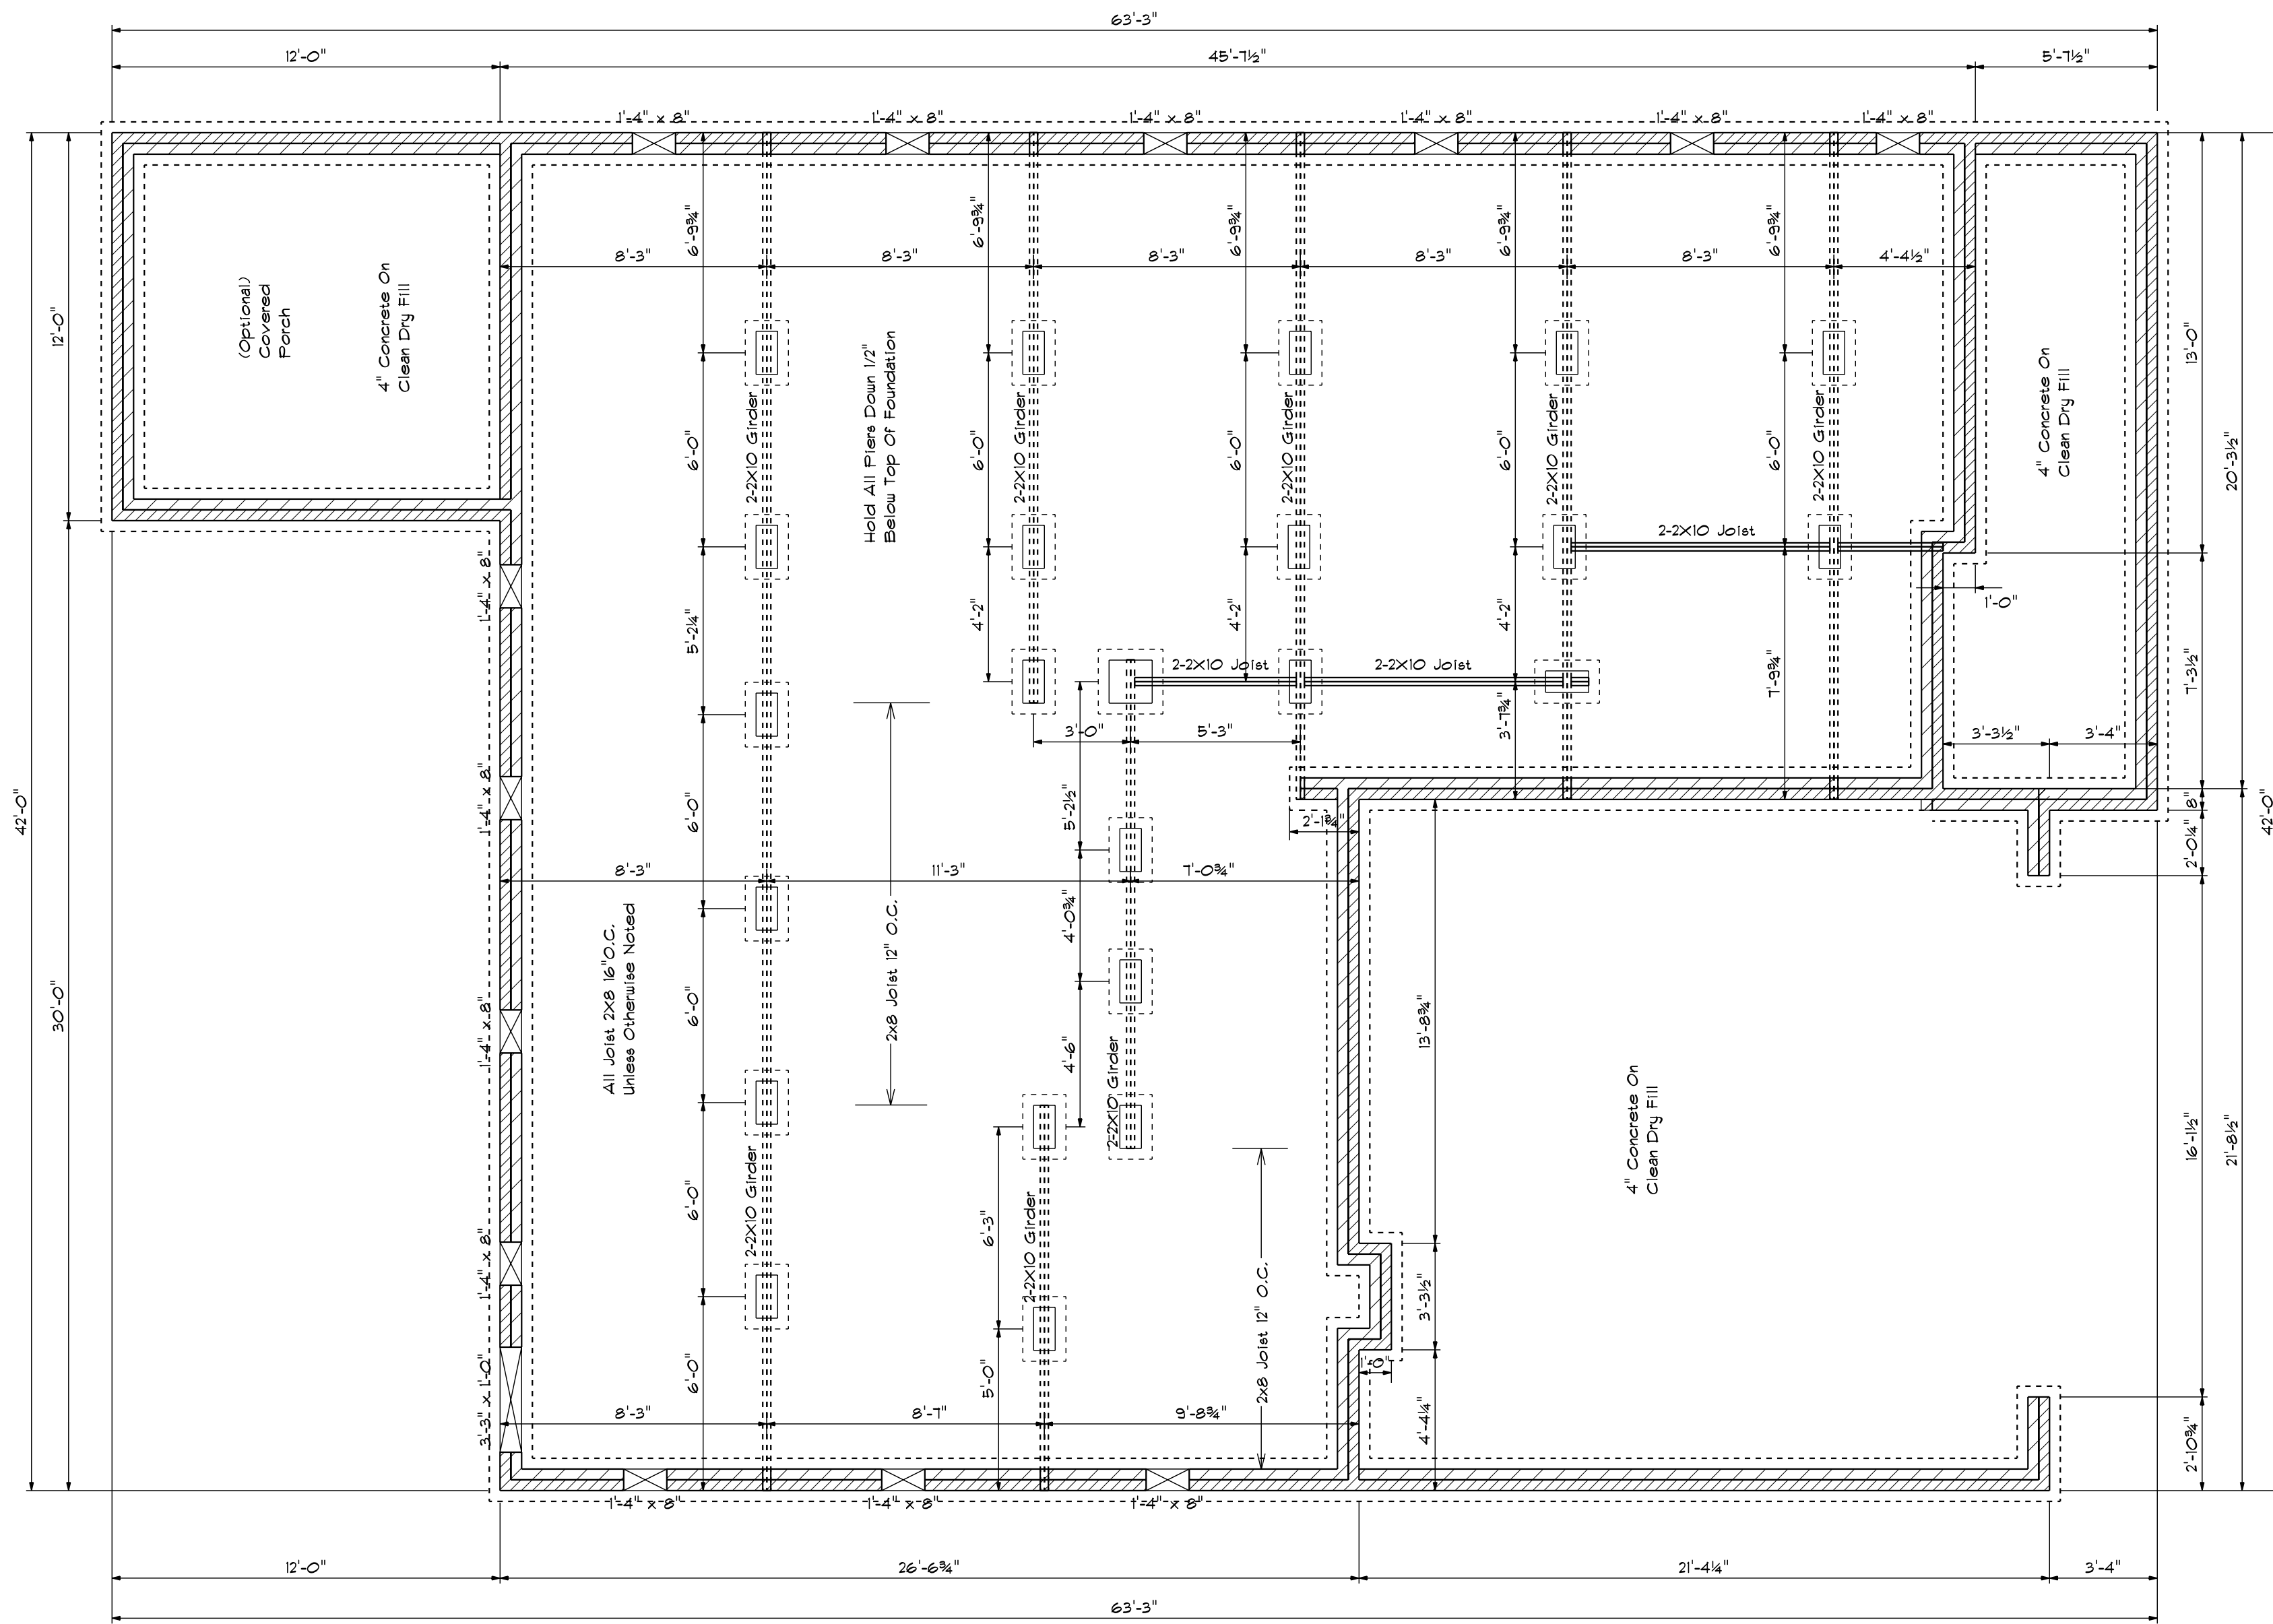 63'-3"
12'-0"
45'-7½"
5'-7½"
1'-4" x 8"
1'-4" x 8"
1'-4" x 8"
1'-4" x 8"
1'-4" x 8"
1'-4" x 8"
6'-9¾"
6'-9¾"
6'-9¾"
6'-9¾"
6'-9¾"
8'-3"
8'-3"
8'-3"
8'-3"
8'-3"
4'-4½"
12'-0"
(Optional)
Covered
Porch
4" Concrete On
Clean Dry Fill
Hold All Piers Down 1/2"
Below Top Of Foundation
4" Concrete On
Clean Dry Fill
13'-0"
20'-3½"
6'-0"
2-2X10 Girder
6'-0"
2-2X10 Girder
6'-0"
2-2X10 Girder
6'-0"
2-2X10 Girder
6'-0"
2-2X10 Girder
2-2X10 Joist
1'-4" x 8"
5'-2¼"
4'-2"
4'-2"
4'-2"
1'-0"
2-2X10 Joist
2-2X10 Joist
7'-9¾"
7'-3½"
3'-7¾"
3'-0"
5'-3"
3'-3½"
3'-4"
42'-0"
1'-4" x 8"
6'-0"
5'-2½"
2'-1¾"
8"
2'-0¼"
42'-0"
8'-3"
11'-3"
7'-0¾"
4'-0¾"
2x8 Joist 12" O.C.
All Joist 2X8 16"O.C.
Unless Otherwise Noted
30'-0"
1'-4" x 8"
6'-0"
4'-6"
2-2X10 Girder
13'-8¾"
4" Concrete On
Clean Dry Fill
16'-1½"
21'-8½"
1'-4" x 8"
6'-0"
2-2X10 Girder
6'-3"
2-2X10 Girder
2x8 Joist 12" O.C.
3'-3½"
1'-0"
3'-3" x 1'-0"
6'-0"
5'-0"
4'-4¼"
2'-10¾"
8'-3"
8'-7"
9'-8¾"
1'-4" x 8"
1'-4" x 8"
1'-4" x 8"
12'-0"
26'-6¾"
21'-4¼"
3'-4"
63'-3"